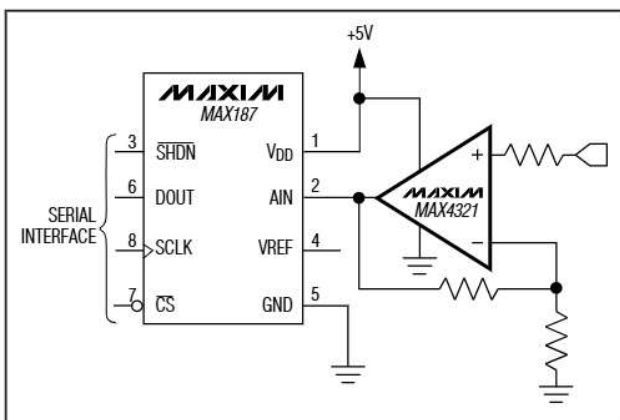 +5V
MAXIM
MAX187
3 SHDN
VDD 1
6 DOUT
AIN 2
SERIAL
INTERFACE
8 SCLK
VREF 4
7 CS
GND 5
+
MAXIM
MAX4321
−